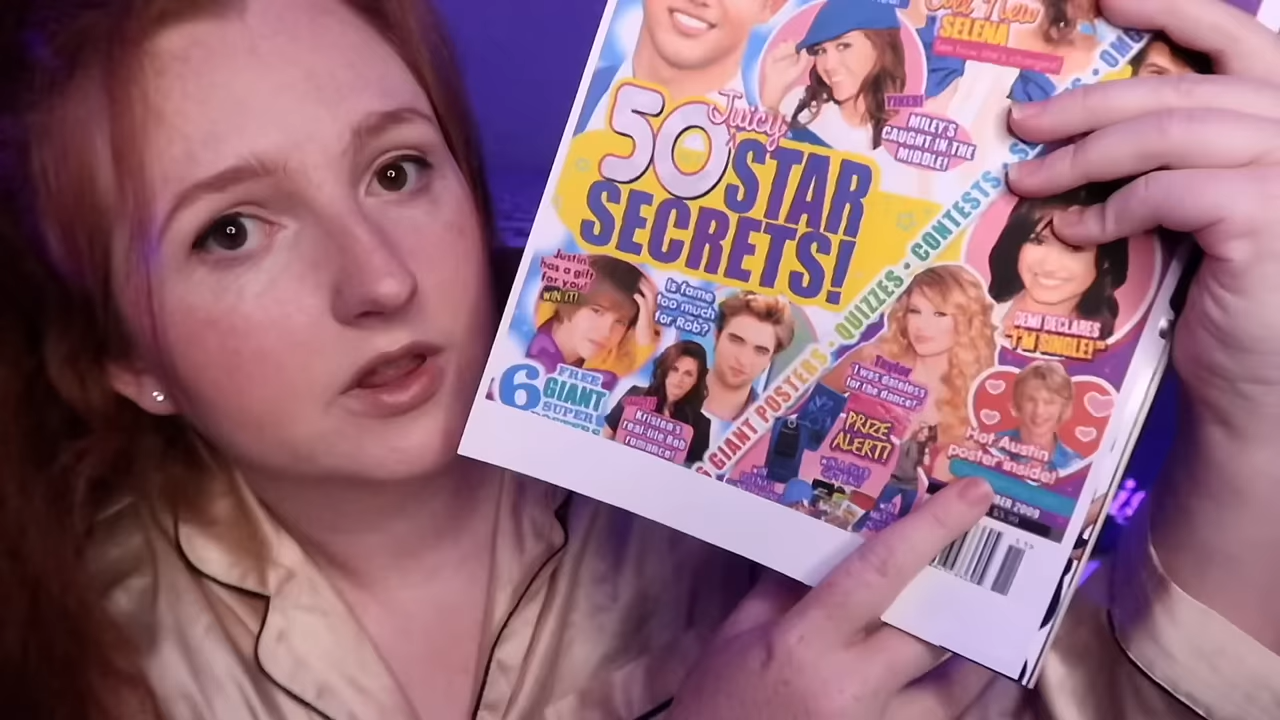 SELENA
YIKES!
MILEY'S
CAUGHT IN THE
MIDDLE!
Juicy
50 STAR
SECRETS!
Justin
has a gift
for you!
WIN IT!
Is fame
too much
for Rob?
6 FREE
GIANT
SUPER
Kristen's
real-life Rob
romance!
GIANT POSTERS • QUIZZES • CONTESTS
DEMI DECLARES
"I'M SINGLE!"
Taylor
"I was dateless
for the dance!"
PRIZE
ALERT!
Hot Austin
poster inside!
2009
$3.99